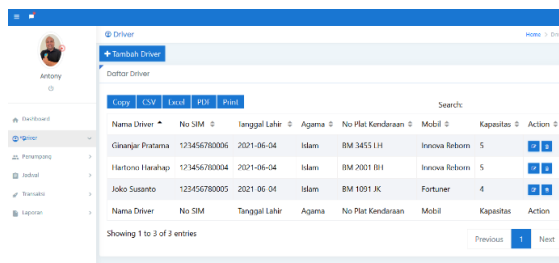 Driver
Home > Dri
+ Tambah Driver
Daftar Driver
Antony
Dashboard
Driver
Penumpang
Jadwal
Transaksi
Laporan
Copy CSV Excel PDF Print
Search:
Nama Driver No SIM Tanggal Lahir Agama No Plat Kendaraan Mobil Kapasitas Action
Ginanjar Pratama 123456780006 2021-06-04 Islam BM 3455 LH Innova Reborn 5
Hartono Harahap 123456780004 2021-06-04 Islam BM 2001 BH Innova Reborn 5
Joko Susanto 123456780005 2021-06-04 Islam BM 1091 JK Fortuner 4
Nama Driver No SIM Tanggal Lahir Agama No Plat Kendaraan Mobil Kapasitas Action
Showing 1 to 3 of 3 entries
Previous 1 Next